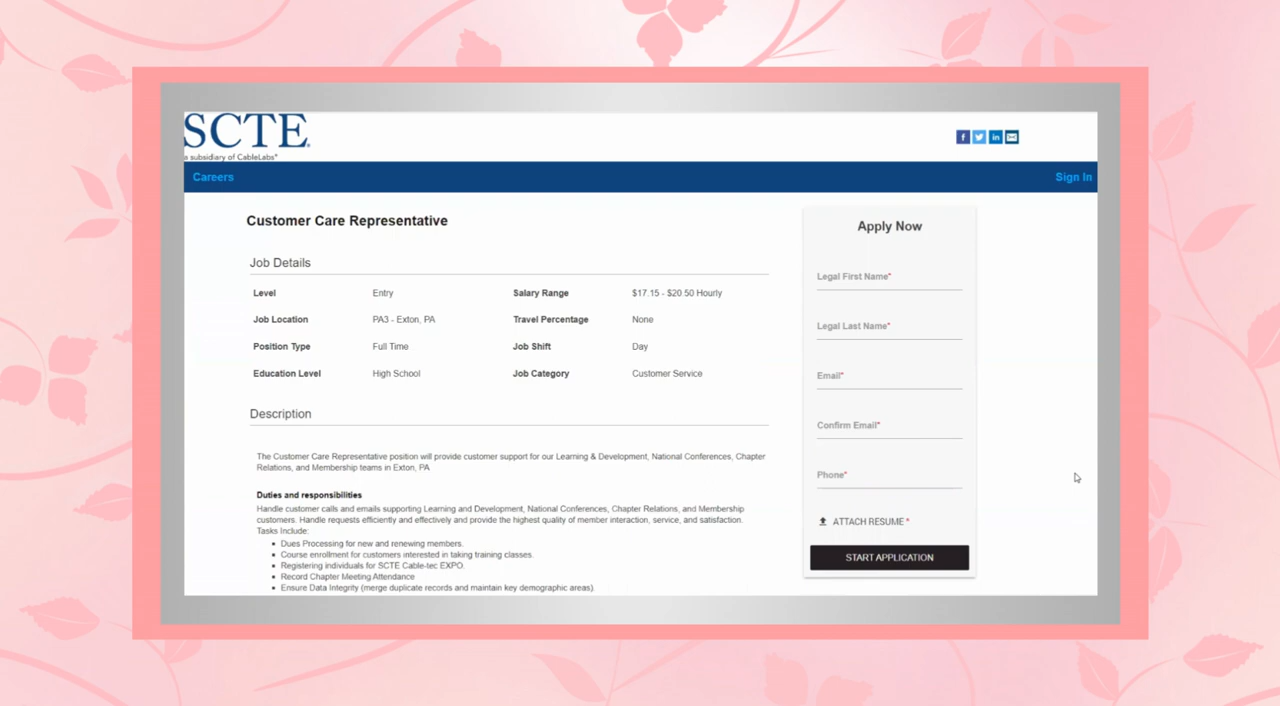 SCTE®
a subsidiary of CableLabs®
Careers
Sign In
Customer Care Representative
Job Details
Level Entry Salary Range $17.15 - $20.50 Hourly
Job Location PA3 - Exton, PA Travel Percentage None
Position Type Full Time Job Shift Day
Education Level High School Job Category Customer Service
Description
The Customer Care Representative position will provide customer support for our Learning & Development, National Conferences, Chapter
Relations, and Membership teams in Exton, PA
Duties and responsibilities
Handle customer calls and emails supporting Learning and Development, National Conferences, Chapter Relations, and Membership
customers. Handle requests efficiently and effectively and provide the highest quality of member interaction, service, and satisfaction.
Tasks Include:
• Dues Processing for new and renewing members.
• Course enrollment for customers interested in taking training classes.
• Registering individuals for SCTE Cable-tec EXPO.
• Record Chapter Meeting Attendance
• Ensure Data Integrity (merge duplicate records and maintain key demographic areas).
Apply Now
Legal First Name*
Legal Last Name*
Email*
Confirm Email*
Phone*
ATTACH RESUME *
START APPLICATION